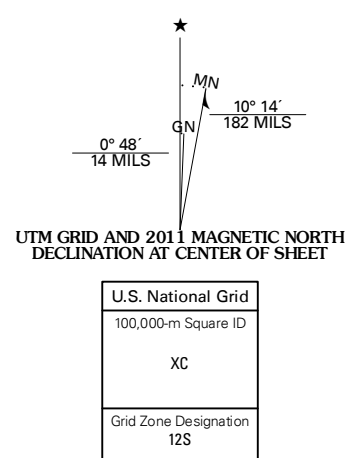 MN
GN
10° 14´
182 MILS
0° 48´
14 MILS
UTM GRID AND 2011 MAGNETIC NORTH
DECLINATION AT CENTER OF SHEET
U.S. National Grid
100,000-m Square ID
XC
Grid Zone Designation
12S